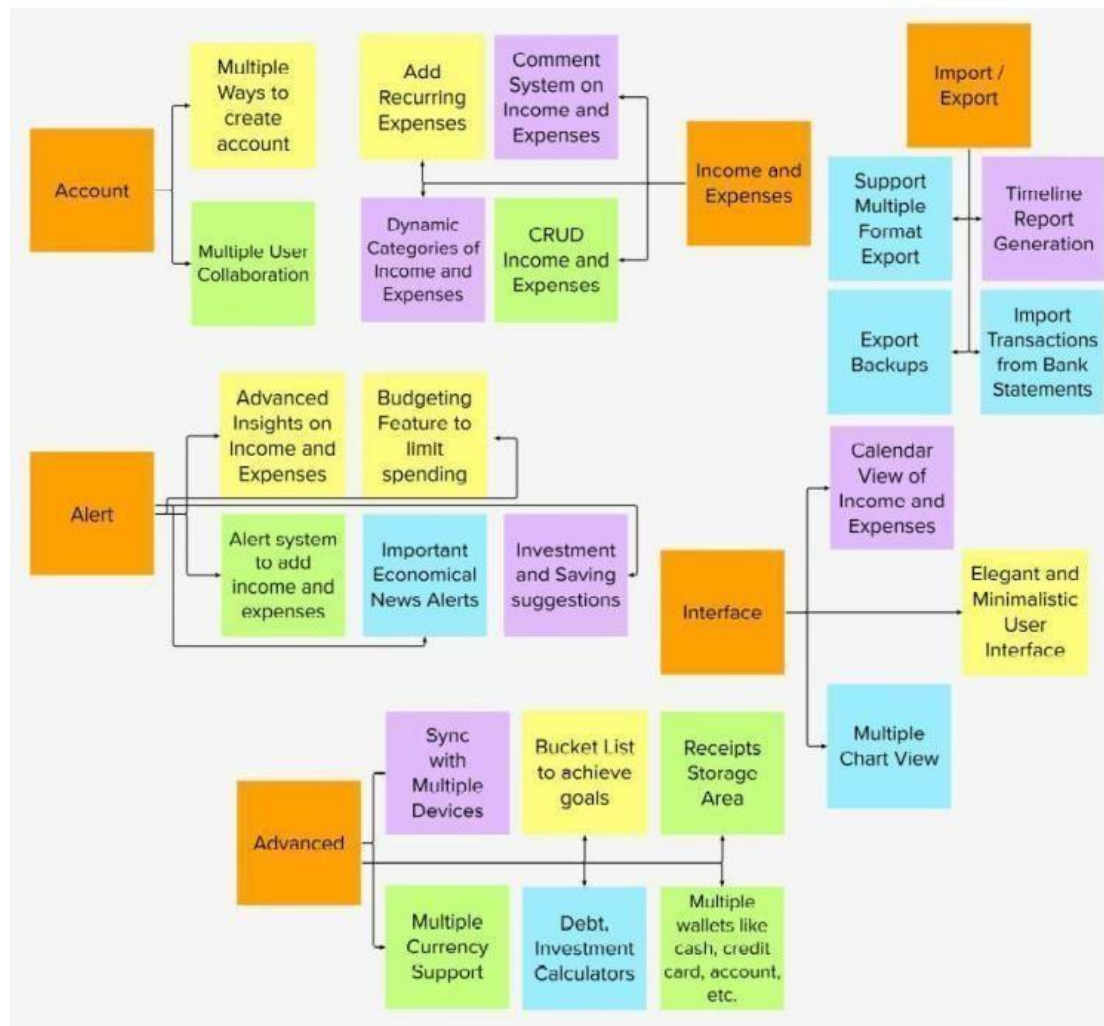 Account
Multiple
Ways to
create
account
Multiple User
Collaboration
Add
Recurring
Expenses
Comment
System on
Income and
Expenses
Dynamic
Categories of
Income and
Expenses
CRUD
Income and
Expenses
Income and
Expenses
Import /
Export
Support
Multiple
Format
Export
Timeline
Report
Generation
Export
Backups
Import
Transactions
from Bank
Statements
Alert
Advanced
Insights on
Income and
Expenses
Budgeting
Feature to
limit
spending
Alert system
to add
income and
expenses
Important
Economical
News Alerts
Investment
and Saving
suggestions
Interface
Calendar
View of
Income and
Expenses
Elegant and
Minimalistic
User
Interface
Multiple
Chart View
Advanced
Sync
with
Multiple
Devices
Bucket List
to achieve
goals
Receipts
Storage
Area
Multiple
Currency
Support
Debt,
Investment
Calculators
Multiple
wallets like
cash, credit
card, account,
etc.